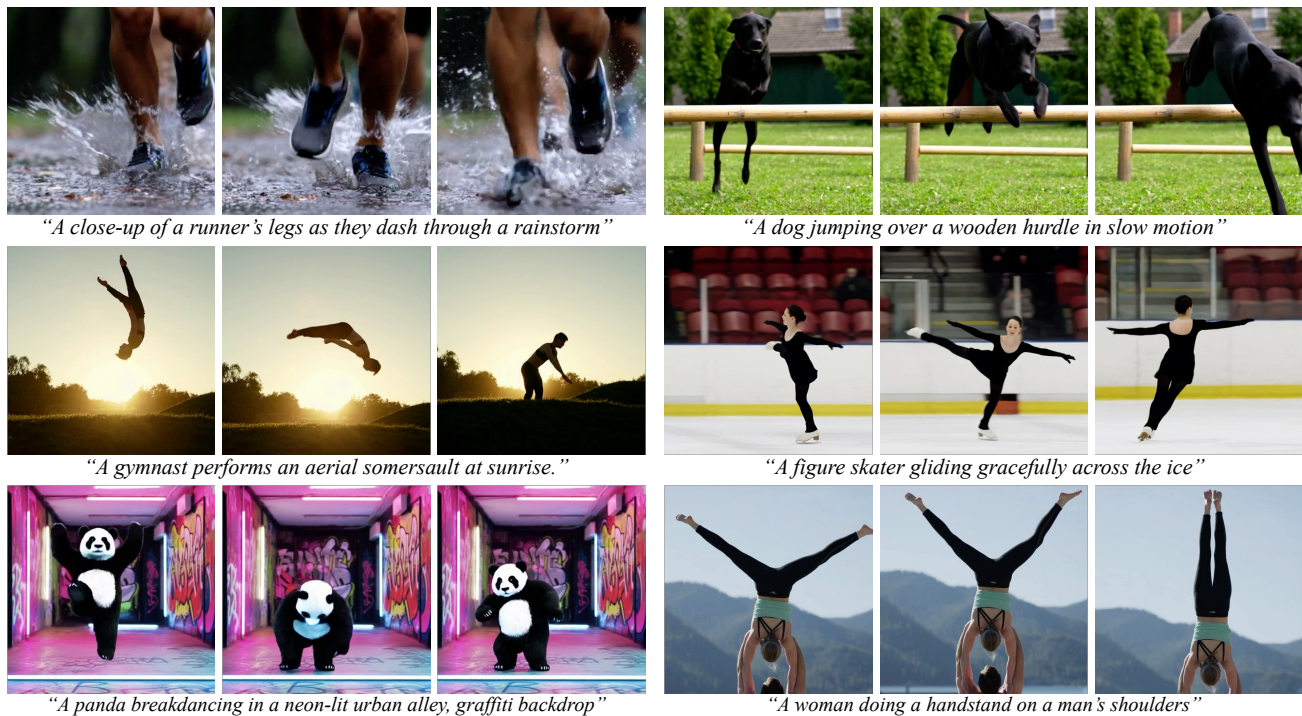 “A close-up of a runner’s legs as they dash through a rainstorm”
“A dog jumping over a wooden hurdle in slow motion”
“A gymnast performs an aerial somersault at sunrise.”
“A figure skater gliding gracefully across the ice”
“A panda breakdancing in a neon-lit urban alley, graffiti backdrop”
“A woman doing a handstand on a man’s shoulders”